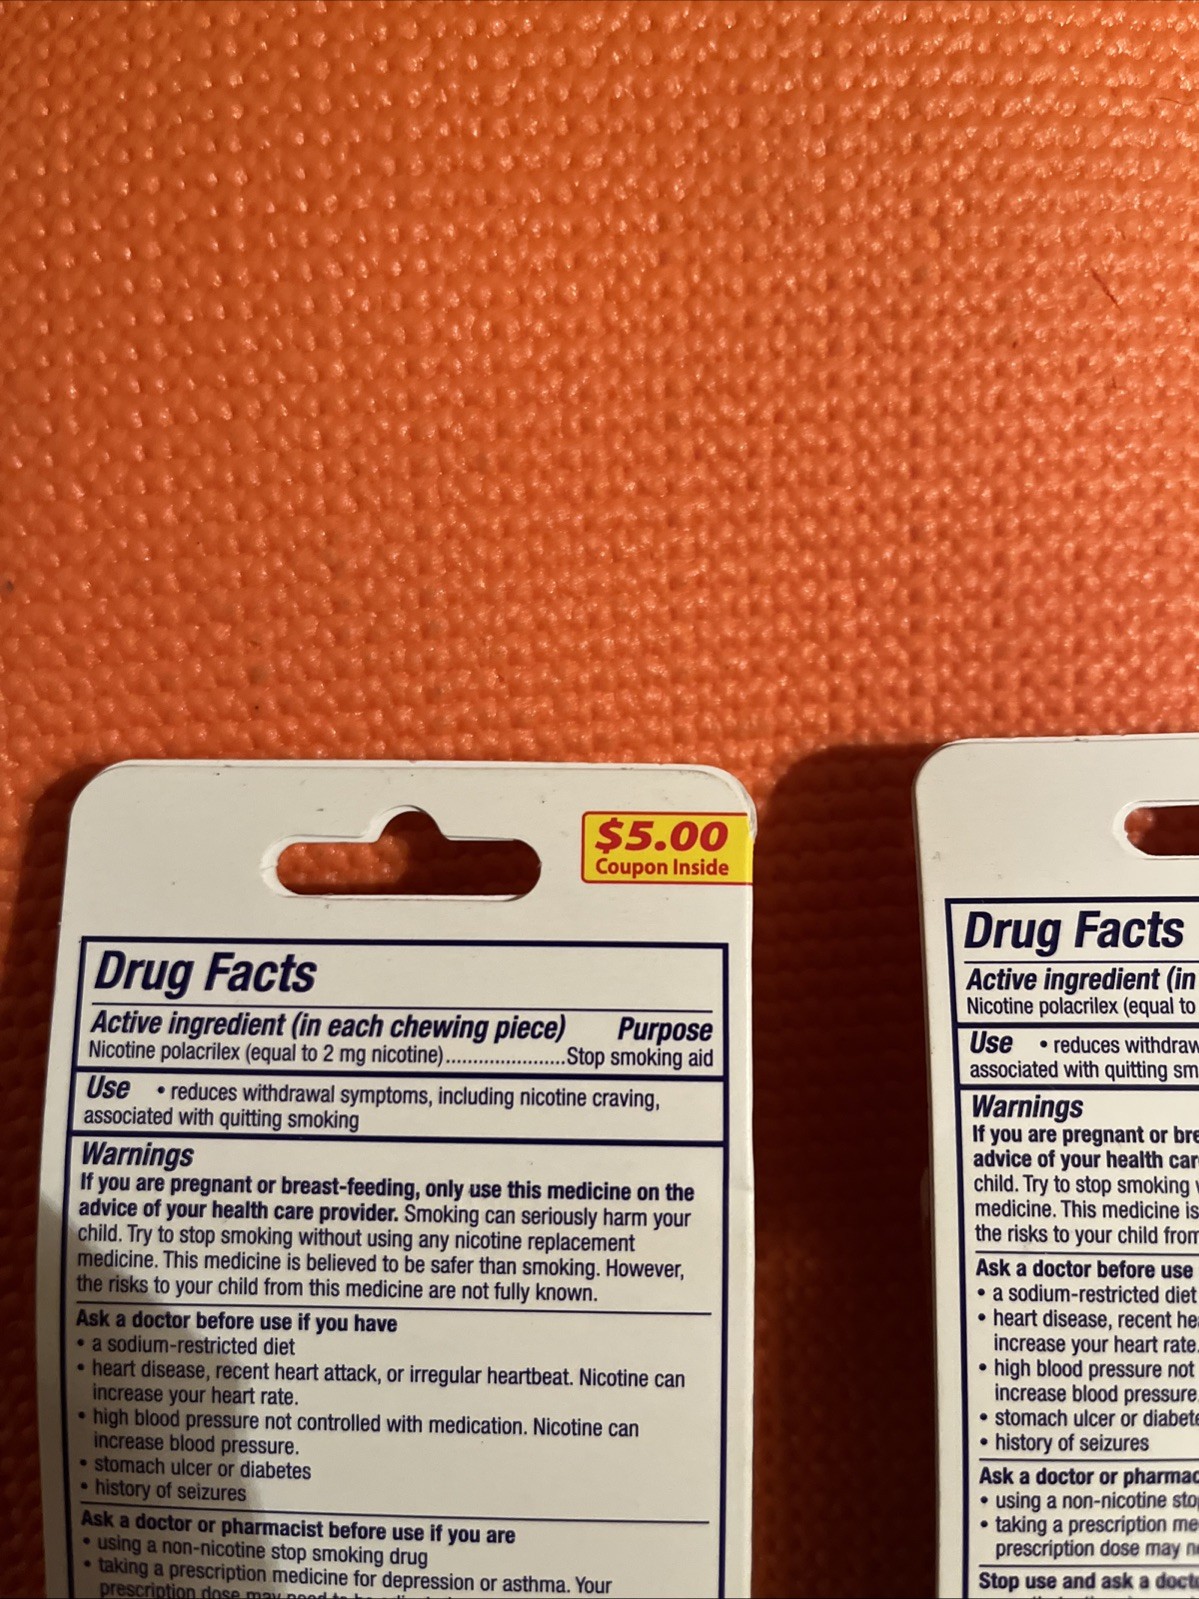 $5.00
Coupon Inside
Drug Facts
Active ingredient (in each chewing piece) Purpose
Nicotine polacrilex (equal to 2 mg nicotine)......................Stop smoking aid
Use • reduces withdrawal symptoms, including nicotine craving,
associated with quitting smoking
Warnings
If you are pregnant or breast-feeding, only use this medicine on the
advice of your health care provider. Smoking can seriously harm your
child. Try to stop smoking without using any nicotine replacement
medicine. This medicine is believed to be safer than smoking. However,
the risks to your child from this medicine are not fully known.
Ask a doctor before use if you have
• a sodium-restricted diet
• heart disease, recent heart attack, or irregular heartbeat. Nicotine can
increase your heart rate.
• high blood pressure not controlled with medication. Nicotine can
increase blood pressure.
• stomach ulcer or diabetes
• history of seizures
Ask a doctor or pharmacist before use if you are
• using a non-nicotine stop smoking drug
• taking a prescription medicine for depression or asthma. Your
prescription dose may need to be
Drug Facts
Active ingredient (in
Nicotine polacrilex (equal to
Use • reduces withdraw
associated with quitting sm
Warnings
If you are pregnant or bre
advice of your health car
child. Try to stop smoking
medicine. This medicine is
the risks to your child from
Ask a doctor before use
• a sodium-restricted diet
• heart disease, recent hea
increase your heart rate.
• high blood pressure not
increase blood pressure.
• stomach ulcer or diabete
• history of seizures
Ask a doctor or pharmac
• using a non-nicotine sto
• taking a prescription me
prescription dose may n
Stop use and ask a docto